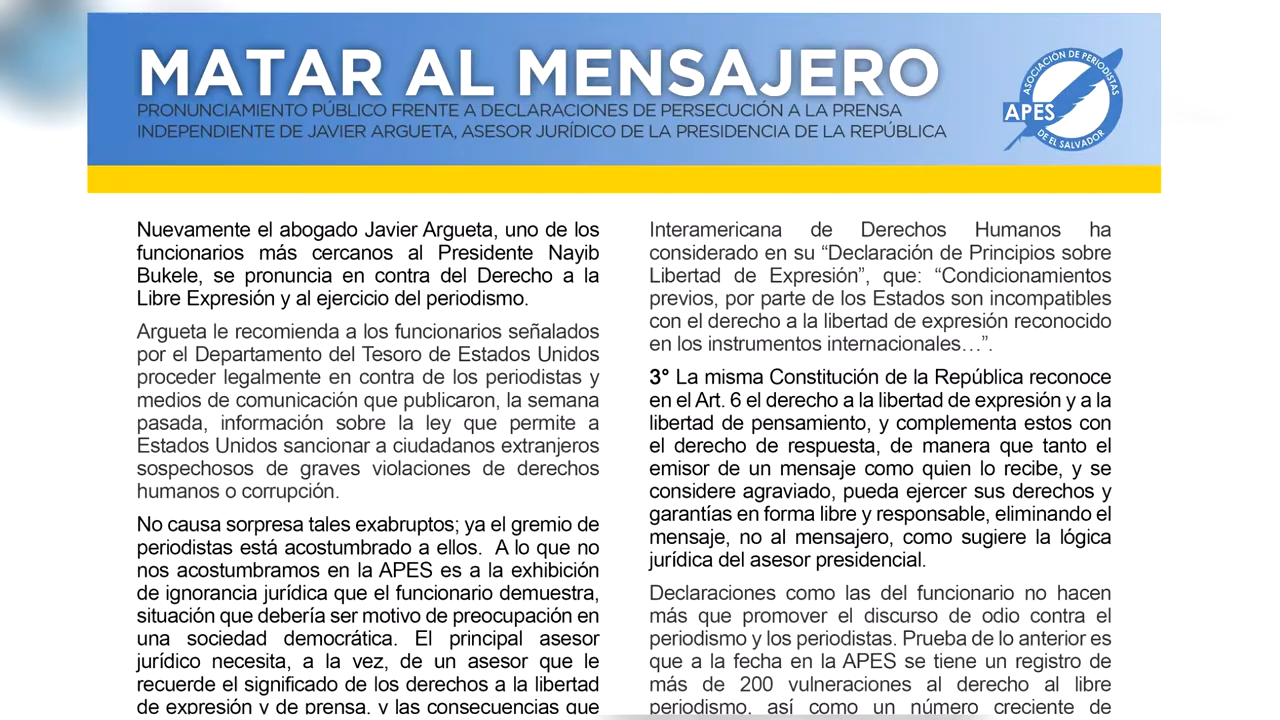 MATAR AL MENSAJERO
PRONUNCIAMIENTO PÚBLICO FRENTE A DECLARACIONES DE PERSECUCIÓN A LA PRENSA
INDEPENDIENTE DE JAVIER ARGUETA, ASESOR JURÍDICO DE LA PRESIDENCIA DE LA REPÚBLICA
ASOCIACIÓN DE PERIODISTAS
APES
DE EL SALVADOR
Nuevamente el abogado Javier Argueta, uno de los
funcionarios más cercanos al Presidente Nayib
Bukele, se pronuncia en contra del Derecho a la
Libre Expresión y al ejercicio del periodismo.
Argueta le recomienda a los funcionarios señalados
por el Departamento del Tesoro de Estados Unidos
proceder legalmente en contra de los periodistas y
medios de comunicación que publicaron, la semana
pasada, información sobre la ley que permite a
Estados Unidos sancionar a ciudadanos extranjeros
sospechosos de graves violaciones de derechos
humanos o corrupción.
No causa sorpresa tales exabruptos; ya el gremio de
periodistas está acostumbrado a ellos.  A lo que no
nos acostumbramos en la APES es a la exhibición
de ignorancia jurídica que el funcionario demuestra,
situación que debería ser motivo de preocupación en
una sociedad democrática. El principal asesor
jurídico necesita, a la vez, de un asesor que le
recuerde el significado de los derechos a la libertad
de expresión y de prensa, y las consecuencias que
Interamericana de Derechos Humanos ha
considerado en su “Declaración de Principios sobre
Libertad de Expresión”, que: “Condicionamientos
previos, por parte de los Estados son incompatibles
con el derecho a la libertad de expresión reconocido
en los instrumentos internacionales…”.
3° La misma Constitución de la República reconoce
en el Art. 6 el derecho a la libertad de expresión y a la
libertad de pensamiento, y complementa estos con
el derecho de respuesta, de manera que tanto el
emisor de un mensaje como quien lo recibe, y se
considere agraviado, pueda ejercer sus derechos y
garantías en forma libre y responsable, eliminando el
mensaje, no al mensajero, como sugiere la lógica
jurídica del asesor presidencial.
Declaraciones como las del funcionario no hacen
más que promover el discurso de odio contra el
periodismo y los periodistas. Prueba de lo anterior es
que a la fecha en la APES se tiene un registro de
más de 200 vulneraciones al derecho al libre
periodismo, así como un número creciente de